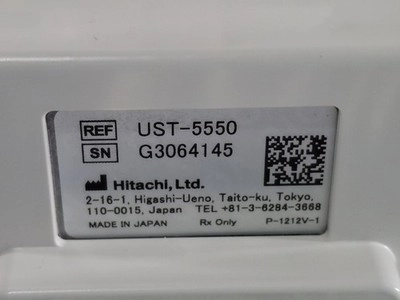 REF UST-5550
SN G3064145
Hitachi, Ltd.
2-16-1, Higashi-Ueno, Taito-ku, Tokyo,
110-0015, Japan TEL +81-3-6284-3668
MADE IN JAPAN Rx Only P-1212V-1